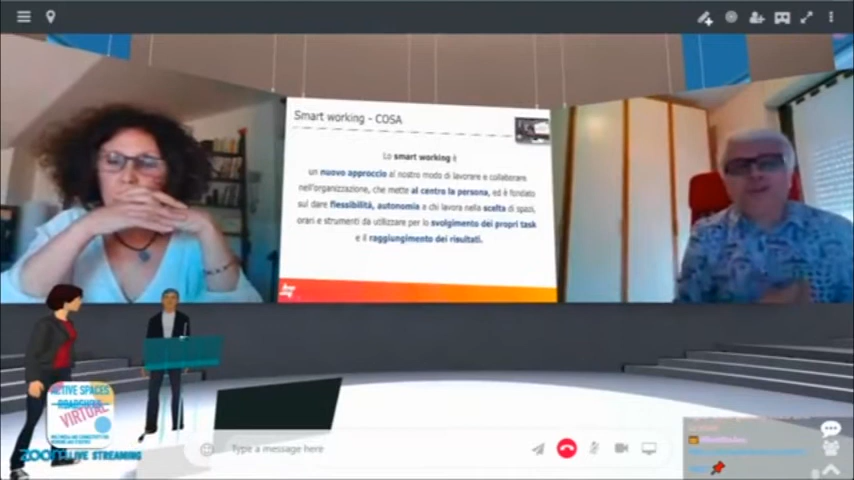 Smart working - COSA
Lo smart working è
un nuovo approccio al nostro modo di lavorare e collaborare
nell'organizzazione, che mette al centro la persona, ed è fondato
sul dare flessibilità, autonomia a chi lavora nella scelta di spazi,
orari e strumenti da utilizzare per lo svolgimento dei propri task
e il raggiungimento dei risultati.
ACTIVE SPACES
ROADSHOW
VIRTUAL
ZOOM LIVE STREAMING
Type a message here